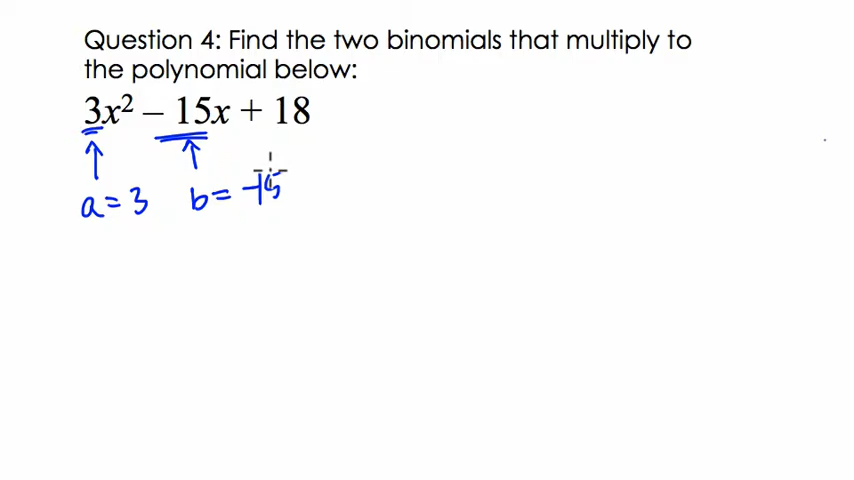 Question 4: Find the two binomials that multiply to
the polynomial below:
3x² – 15x + 18
a = 3 b = -15